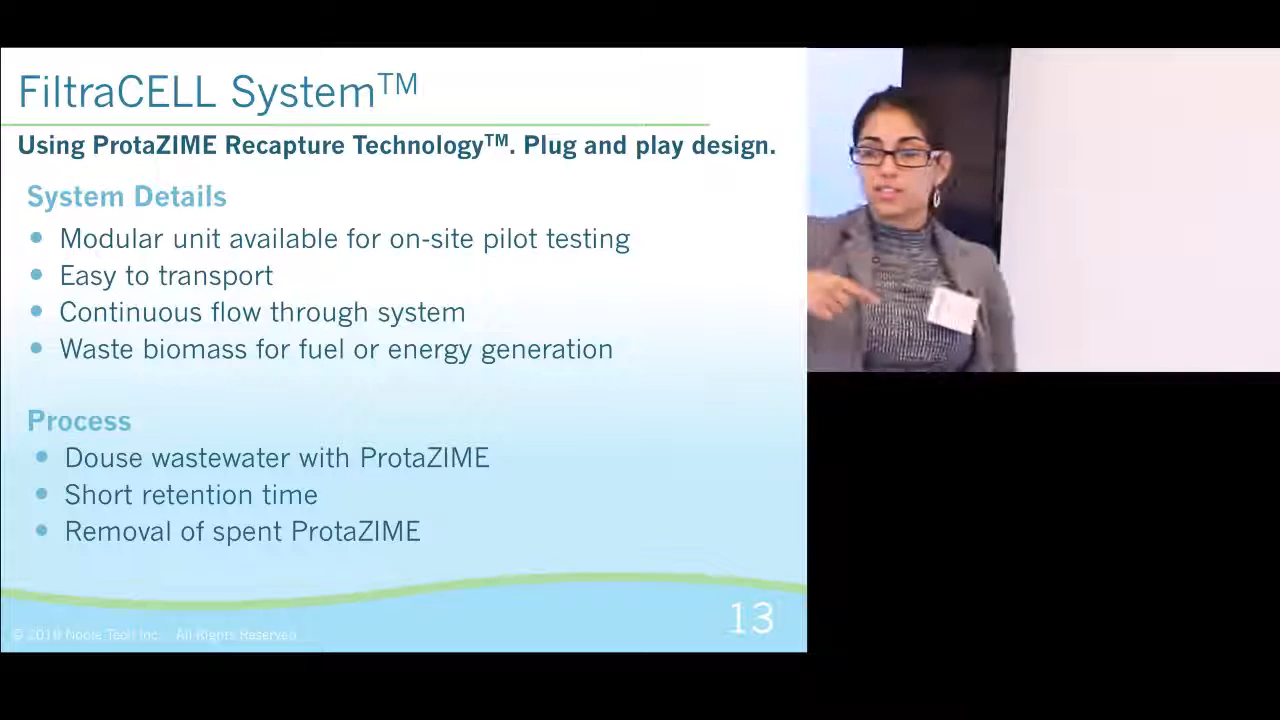 FiltraCELL System™
Using ProtaZIME Recapture Technology™. Plug and play design.
System Details
• Modular unit available for on-site pilot testing
• Easy to transport
• Continuous flow through system
• Waste biomass for fuel or energy generation
Process
• Douse wastewater with ProtaZIME
• Short retention time
• Removal of spent ProtaZIME
13
© 2010 Tech Inc. All Rights Reserved